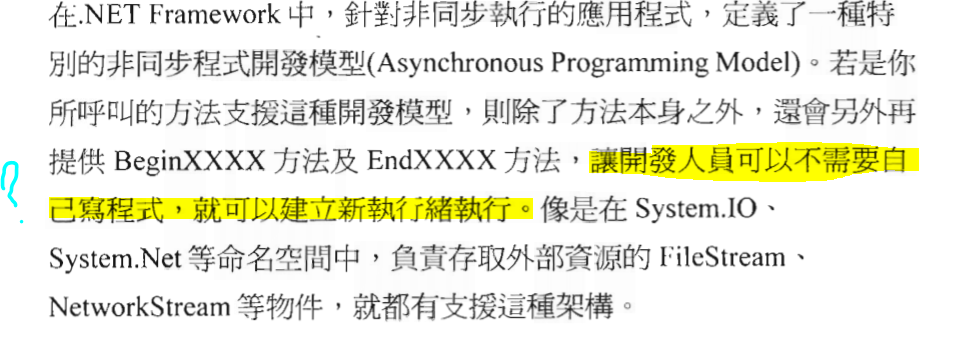 在.NET Framework 中，針對非同步執行的應用程式，定義了一種特
別的非同步程式開發模型(Asynchronous Programming Model)。若是你
所呼叫的方法支援這種開發模型，則除了方法本身之外，還會另外再
提供 BeginXXXX 方法及 EndXXXX 方法，讓開發人員可以不需要自
?
己寫程式，就可以建立新執行緒執行。像是在 System.IO、
System.Net 等命名空間中，負責存取外部資源的 FileStream、
NetworkStream 等物件，就都有支援這種架構。